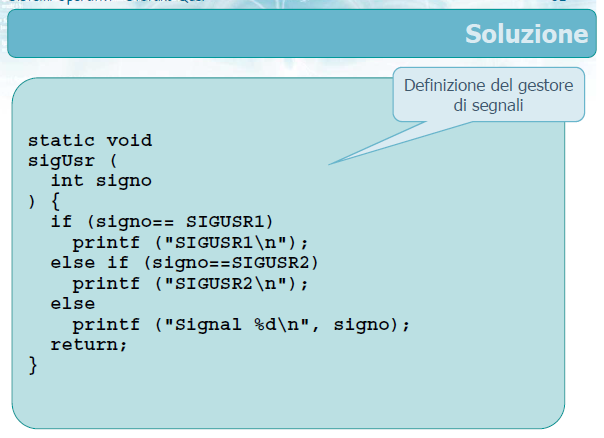 Soluzione
Definizione del gestore
di segnali
static void
sigUsr (
  int signo
) {
  if (signo== SIGUSR1)
    printf ("SIGUSR1\n");
  else if (signo==SIGUSR2)
    printf ("SIGUSR2\n");
  else
    printf ("Signal %d\n", signo);
  return;
}